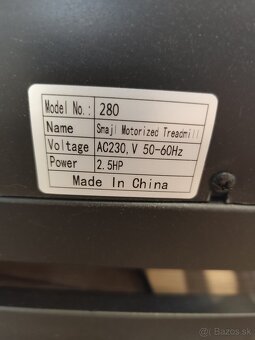 Model No.: 280
Name Smaji Motorized Treadmill
Voltage AC230, V 50-60Hz
Power 2.5HP
Made In China
© Bazos.sk